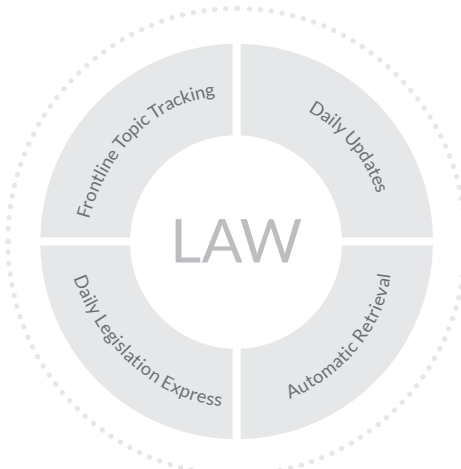 Frontline Topic Tracking
Daily Updates
LAW
Daily Legislation Express
Automatic Retrieval